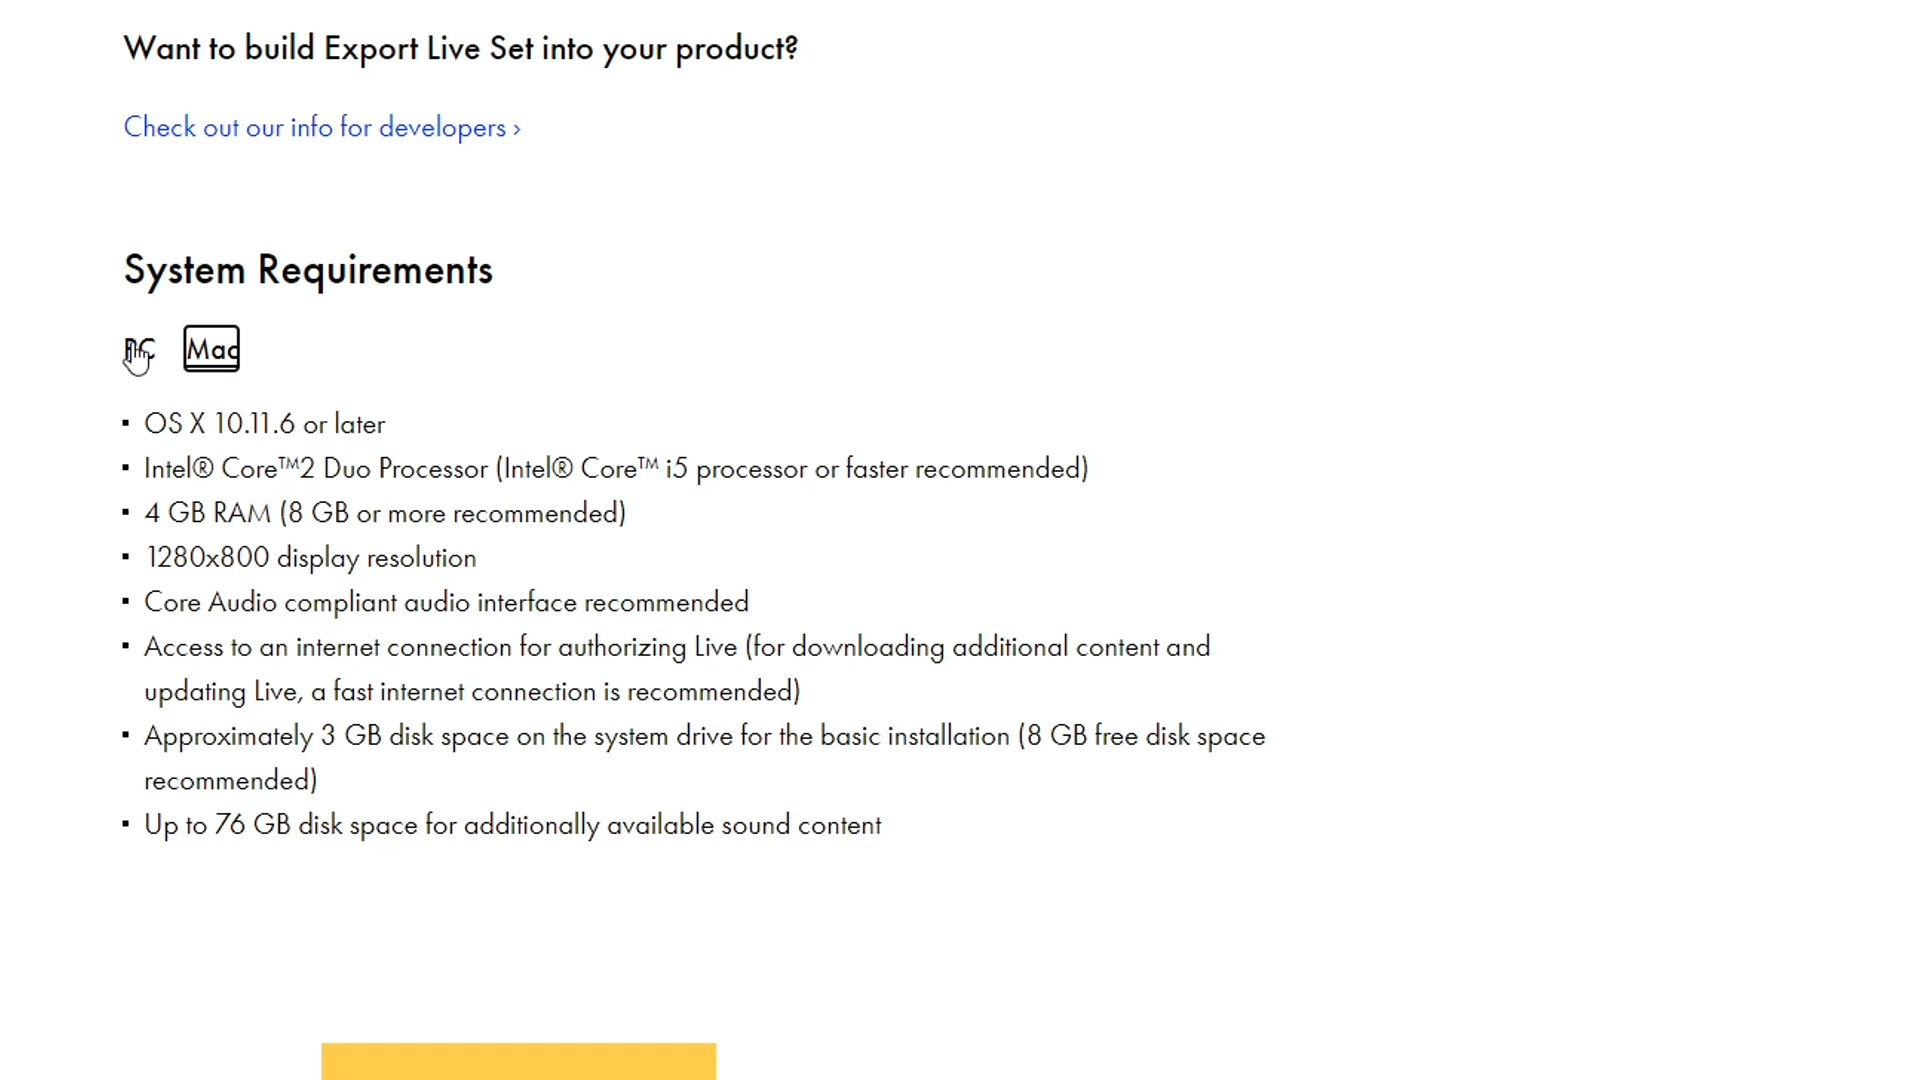 Want to build Export Live Set into your product?
Check out our info for developers ›
System Requirements
PC Mac
▪ OS X 10.11.6 or later
▪ Intel® Core™2 Duo Processor (Intel® Core™ i5 processor or faster recommended)
▪ 4 GB RAM (8 GB or more recommended)
▪ 1280x800 display resolution
▪ Core Audio compliant audio interface recommended
▪ Access to an internet connection for authorizing Live (for downloading additional content and
updating Live, a fast internet connection is recommended)
▪ Approximately 3 GB disk space on the system drive for the basic installation (8 GB free disk space
recommended)
▪ Up to 76 GB disk space for additionally available sound content